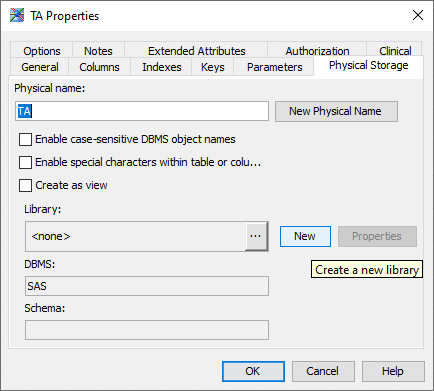 TA Properties
Options Notes Extended Attributes Authorization Clinical
General Columns Indexes Keys Parameters Physical Storage
Physical name:
TA New Physical Name
Enable case-sensitive DBMS object names
Enable special characters within table or colu...
Create as view
Library:
<none> ... New Properties
Create a new library
DBMS:
SAS
Schema:
OK Cancel Help